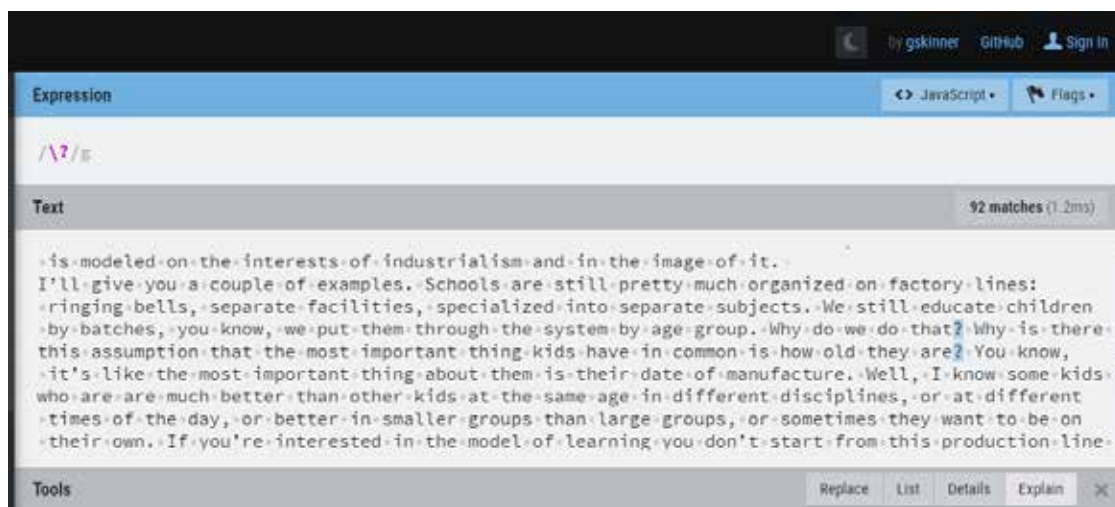 by gskinner GitHub Sign In
Expression
<> JavaScript Flags
/\?/g
Text
92 matches (1.2ms)
is modeled on the interests of industrialism and in the image of it.
I'll give you a couple of examples. Schools are still pretty much organized on factory lines:
ringing bells, separate facilities, specialized into separate subjects. We still educate children
by batches, you know, we put them through the system by age group. Why do we do that? Why is there
this assumption that the most important thing kids have in common is how old they are? You know,
it's like the most important thing about them is their date of manufacture. Well, I know some kids
who are are much better than other kids at the same age in different disciplines, or at different
times of the day, or better in smaller groups than large groups, or sometimes they want to be on
their own. If you're interested in the model of learning you don't start from this production line
Tools
Replace List Details Explain